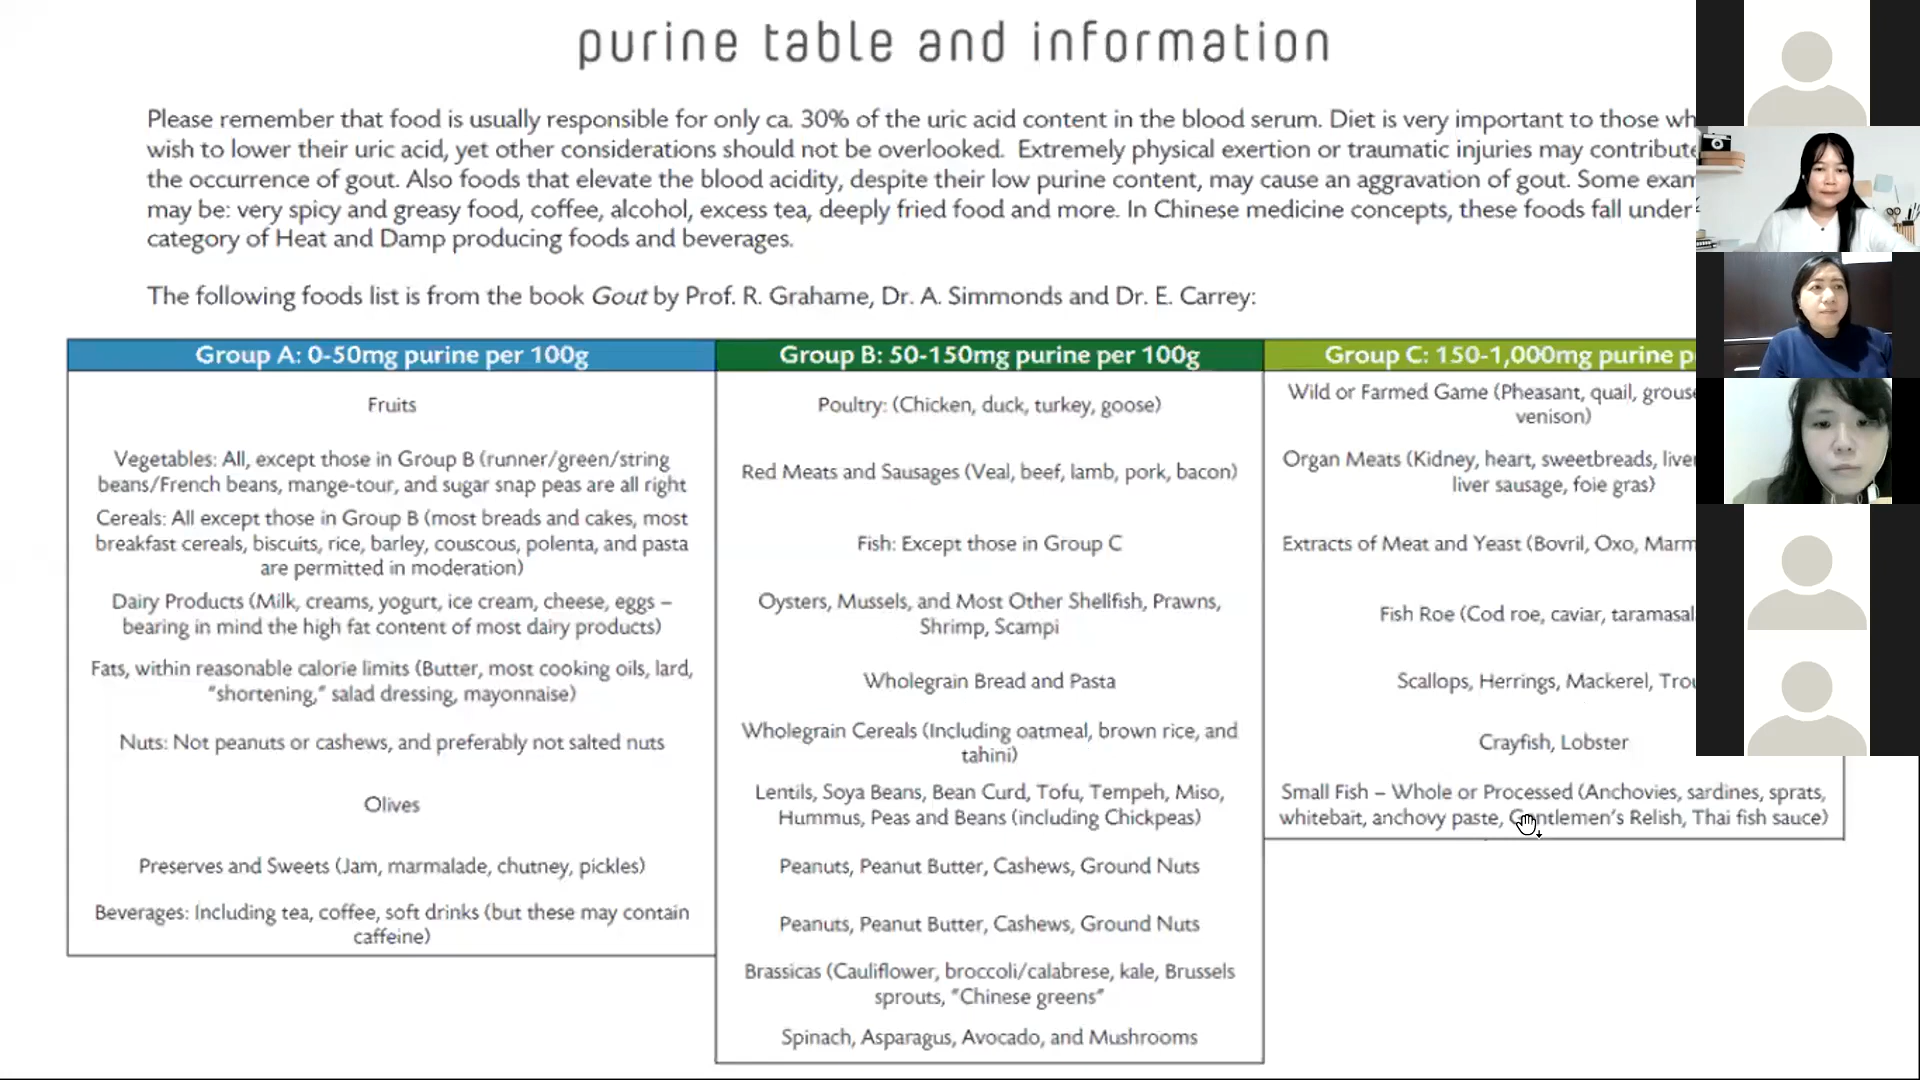 purine table and information
Please remember that food is usually responsible for only ca. 30% of the uric acid content in the blood serum. Diet is very important to those
wish to lower their uric acid, yet other considerations should not be overlooked. Extremely physical exertion or traumatic injuries may contribute
the occurrence of gout. Also foods that elevate the blood acidity, despite their low purine content, may cause an aggravation of gout. Some
may be: very spicy and greasy food, coffee, alcohol, excess tea, deeply fried food and more. In Chinese medicine concepts, these foods fall under
category of Heat and Damp producing foods and beverages.
The following foods list is from the book Gout by Prof. R. Grahame, Dr. A. Simmonds and Dr. E. Carrey:
Group A: 0-50mg purine per 100g
Fruits
Vegetables: All, except those in Group B (runner/green/string
beans/French beans, mange-tour, and sugar snap peas are all right
Cereals: All except those in Group B (most breads and cakes, most
breakfast cereals, biscuits, rice, barley, couscous, polenta, and pasta
are permitted in moderation)
Dairy Products (Milk, creams, yogurt, ice cream, cheese, eggs –
bearing in mind the high fat content of most dairy products)
Fats, within reasonable calorie limits (Butter, most cooking oils, lard,
"shortening," salad dressing, mayonnaise)
Nuts: Not peanuts or cashews, and preferably not salted nuts
Olives
Preserves and Sweets (Jam, marmalade, chutney, pickles)
Beverages: Including tea, coffee, soft drinks (but these may contain
caffeine)
Group B: 50-150mg purine per 100g
Poultry: (Chicken, duck, turkey, goose)
Red Meats and Sausages (Veal, beef, lamb, pork, bacon)
Fish: Except those in Group C
Oysters, Mussels, and Most Other Shellfish, Prawns,
Shrimp, Scampi
Wholegrain Bread and Pasta
Wholegrain Cereals (Including oatmeal, brown rice, and
tahini)
Lentils, Soya Beans, Bean Curd, Tofu, Tempeh, Miso,
Hummus, Peas and Beans (including Chickpeas)
Peanuts, Peanut Butter, Cashews, Ground Nuts
Peanuts, Peanut Butter, Cashews, Ground Nuts
Brassicas (Cauliflower, broccoli/calabrese, kale, Brussels
sprouts, "Chinese greens"
Spinach, Asparagus, Avocado, and Mushrooms
Group C: 150-1,000mg purine
Wild or Farmed Game (Pheasant, quail, grouse
venison)
Organ Meats (Kidney, heart, sweetbreads, liver
liver sausage, foie gras)
Extracts of Meat and Yeast (Bovril, Oxo,
Fish Roe (Cod roe, caviar,
Scallops, Herrings, Mackerel,
Crayfish, Lobster
Small Fish – Whole or Processed (Anchovies, sardines, sprats,
whitebait, anchovy paste, Gentlemen's Relish, Thai fish sauce)